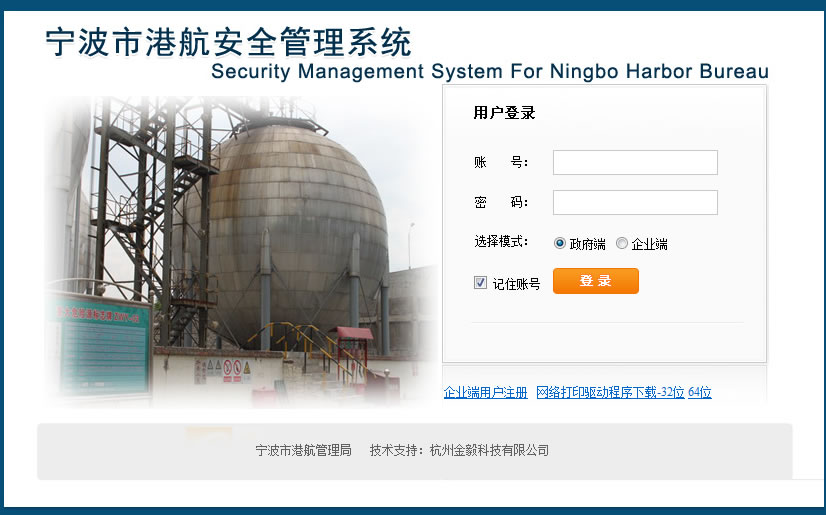 宁波市港航安全管理系统
Security Management System For Ningbo Harbor Bureau
用户登录
账 号：
密 码：
选择模式： 政府端 企业端
记住账号 登 录
企业端用户注册 网络打印驱动程序下载-32位 64位
宁波市港航管理局 技术支持：杭州金毅科技有限公司